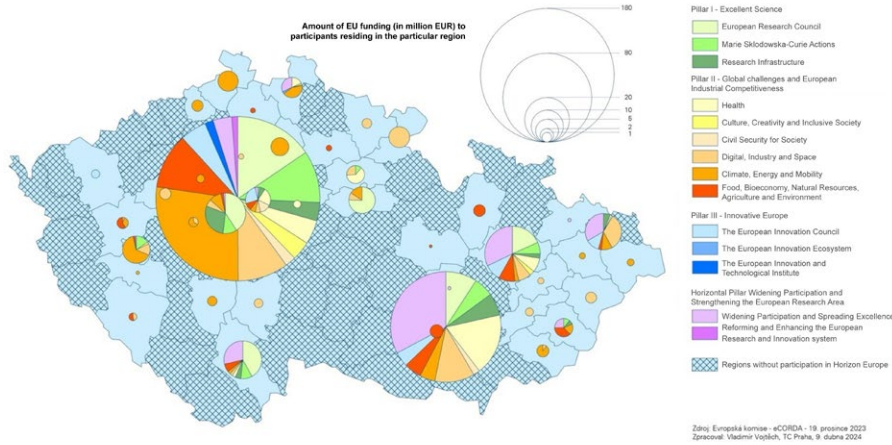 Amount of EU funding (in million EUR) to
participants residing in the particular region
180
80
20
10
6
2
1
Pillar I - Excellent Science
European Research Council
Marie Sklodowska-Curie Actions
Research Infrastructure
Pillar II - Global challenges and European
Industrial Competitiveness
Health
Culture, Creativity and Inclusive Society
Civil Security for Society
Digital, Industry and Space
Climate, Energy and Mobility
Food, Bioeconomy, Natural Resources,
Agriculture and Environment
Pillar III - Innovative Europe
The European Innovation Council
The European Innovation Ecosystem
The European Innovation and
Technological Institute
Horizontal Pillar Widening Participation and
Strengthening the European Research Area
Widening Participation and Spreading Excellence
Reforming and Enhancing the European
Research and Innovation system
Regions without participation in Horizon Europe
Zdroj: Evropská komise - eCORDA - 19. prosince 2023
Zpracoval: Vladimír Vojtěch, TC Praha, 9. dubna 2024